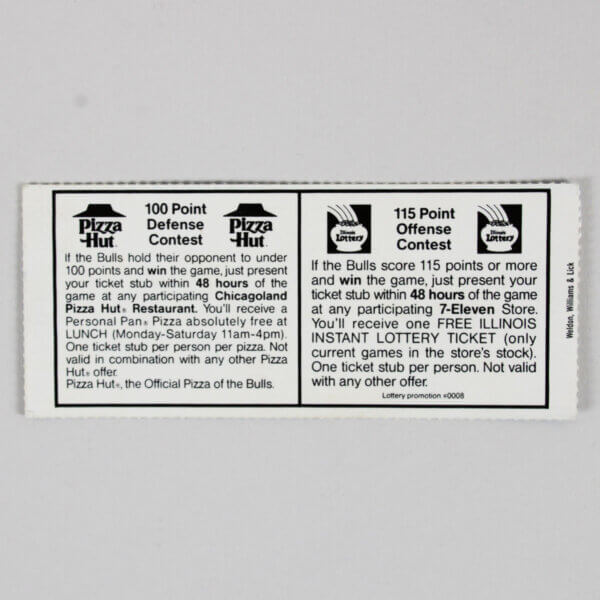 Pizza
Hut®
100 Point
Defense
Contest
Pizza
Hut®
If the Bulls hold their opponent to under
100 points and win the game, just present
your ticket stub within 48 hours of the
game at any participating Chicagoland
Pizza Hut® Restaurant. You'll receive a
Personal Pan® Pizza absolutely free at
LUNCH (Monday-Saturday 11am-4pm).
One ticket stub per person per pizza. Not
valid in combination with any other Pizza
Hut® offer.
Pizza Hut®, the Official Pizza of the Bulls.
Illinois
Lottery
115 Point
Offense
Contest
Illinois
Lottery
If the Bulls score 115 points or more
and win the game, just present your
ticket stub within 48 hours of the game
at any participating 7-Eleven Store.
You'll receive one FREE ILLINOIS
INSTANT LOTTERY TICKET (only
current games in the store's stock).
One ticket stub per person. Not valid
with any other offer.
Lottery promotion #0008
Weldon, Williams & Lick